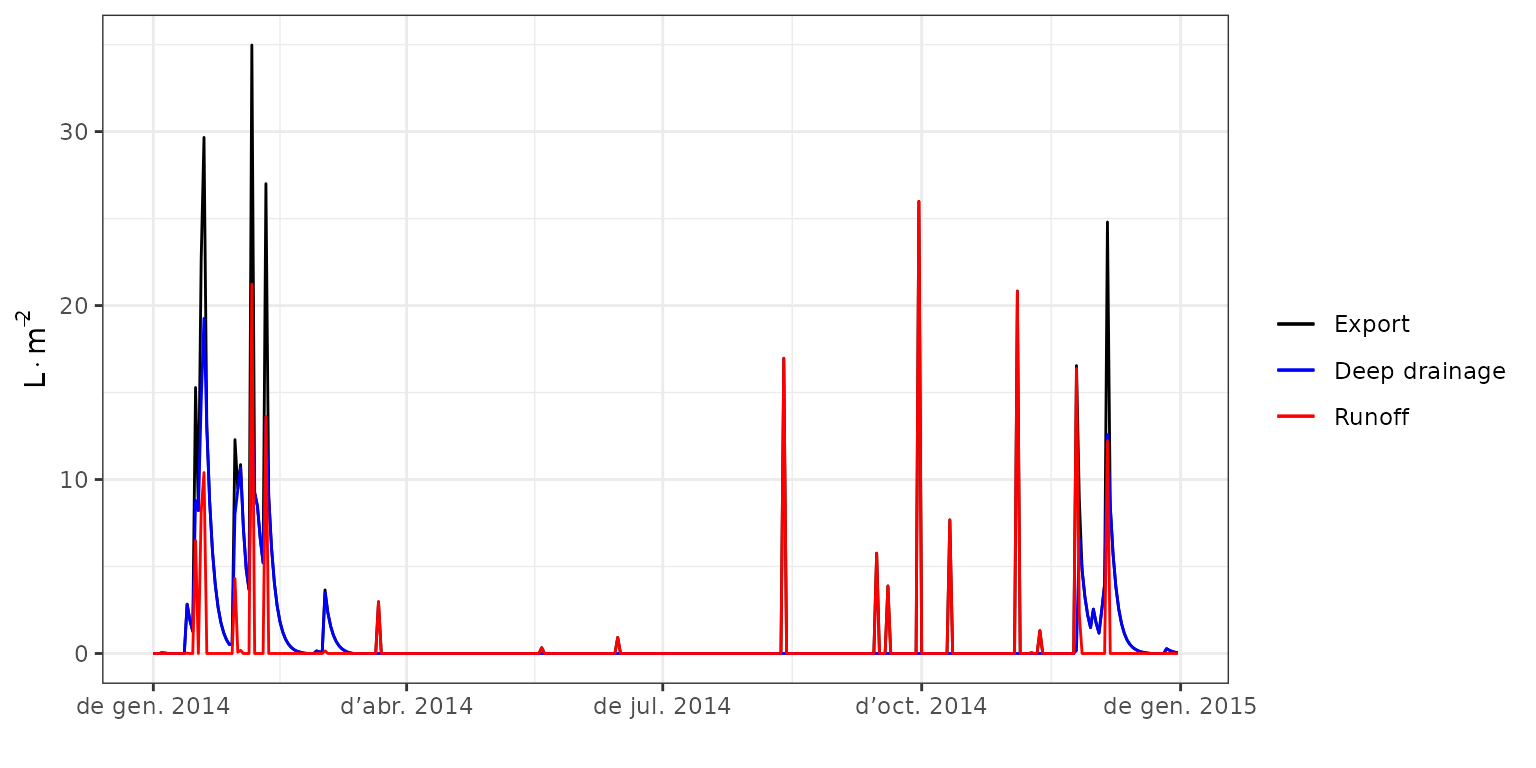 30
20
10
0
L · m⁻²
de gen. 2014
d’abr. 2014
de jul. 2014
d’oct. 2014
de gen. 2015
Export
Deep drainage
Runoff